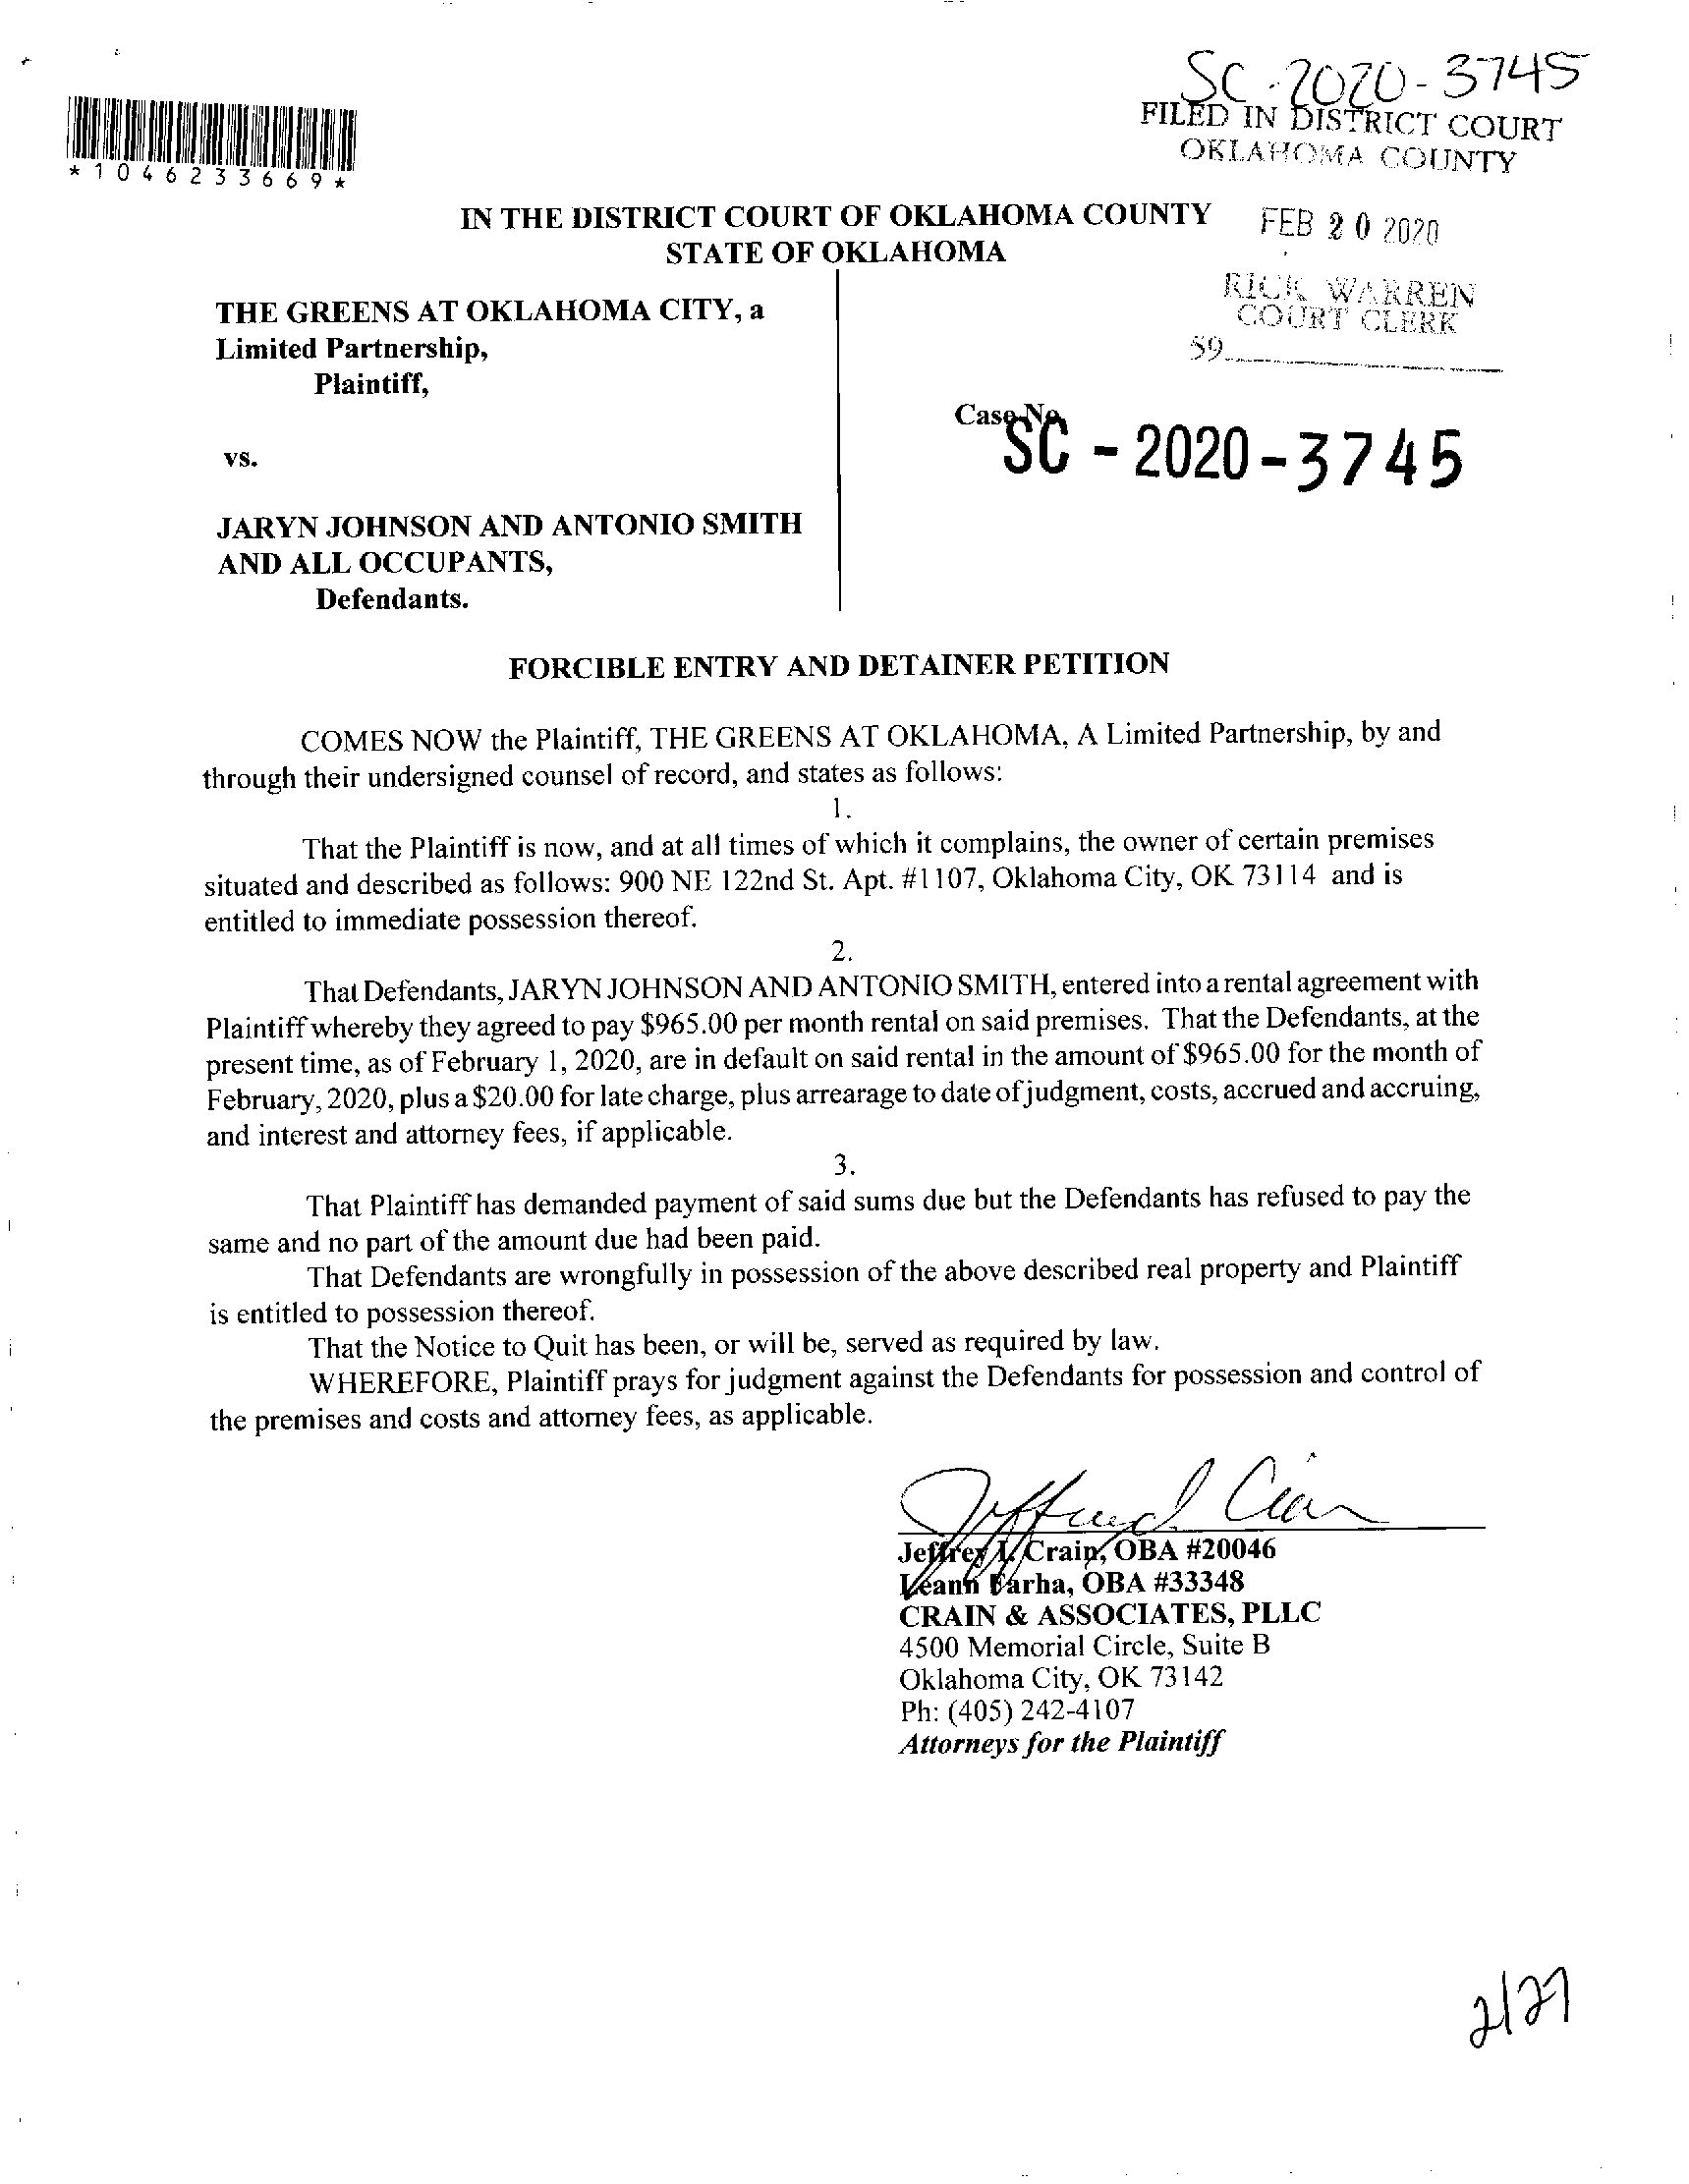 SC-2020-3745
FILED IN DISTRICT COURT
OKLAHOMA COUNTY
*1046233669*
IN THE DISTRICT COURT OF OKLAHOMA COUNTY
STATE OF OKLAHOMA
FEB 20 2020
RICK WARREN
COURT CLERK
59
THE GREENS AT OKLAHOMA CITY, a
Limited Partnership,
Plaintiff,
Case No.
SC - 2020-3745
vs.
JARYN JOHNSON AND ANTONIO SMITH
AND ALL OCCUPANTS,
Defendants.
FORCIBLE ENTRY AND DETAINER PETITION
COMES NOW the Plaintiff, THE GREENS AT OKLAHOMA, A Limited Partnership, by and
through their undersigned counsel of record, and states as follows:
1.
That the Plaintiff is now, and at all times of which it complains, the owner of certain premises
situated and described as follows: 900 NE 122nd St. Apt. #1107, Oklahoma City, OK 73114 and is
entitled to immediate possession thereof.
2.
That Defendants, JARYN JOHNSON AND ANTONIO SMITH, entered into a rental agreement with
Plaintiff whereby they agreed to pay $965.00 per month rental on said premises. That the Defendants, at the
present time, as of February 1, 2020, are in default on said rental in the amount of $965.00 for the month of
February, 2020, plus a $20.00 for late charge, plus arrearage to date of judgment, costs, accrued and accruing,
and interest and attorney fees, if applicable.
3.
That Plaintiff has demanded payment of said sums due but the Defendants has refused to pay the
same and no part of the amount due had been paid.
That Defendants are wrongfully in possession of the above described real property and Plaintiff
is entitled to possession thereof.
That the Notice to Quit has been, or will be, served as required by law.
WHEREFORE, Plaintiff prays for judgment against the Defendants for possession and control of
the premises and costs and attorney fees, as applicable.
Jeffrey I. Crain, OBA #20046
Leann Farha, OBA #33348
CRAIN & ASSOCIATES, PLLC
4500 Memorial Circle, Suite B
Oklahoma City, OK 73142
Ph: (405) 242-4107
Attorneys for the Plaintiff
2/27